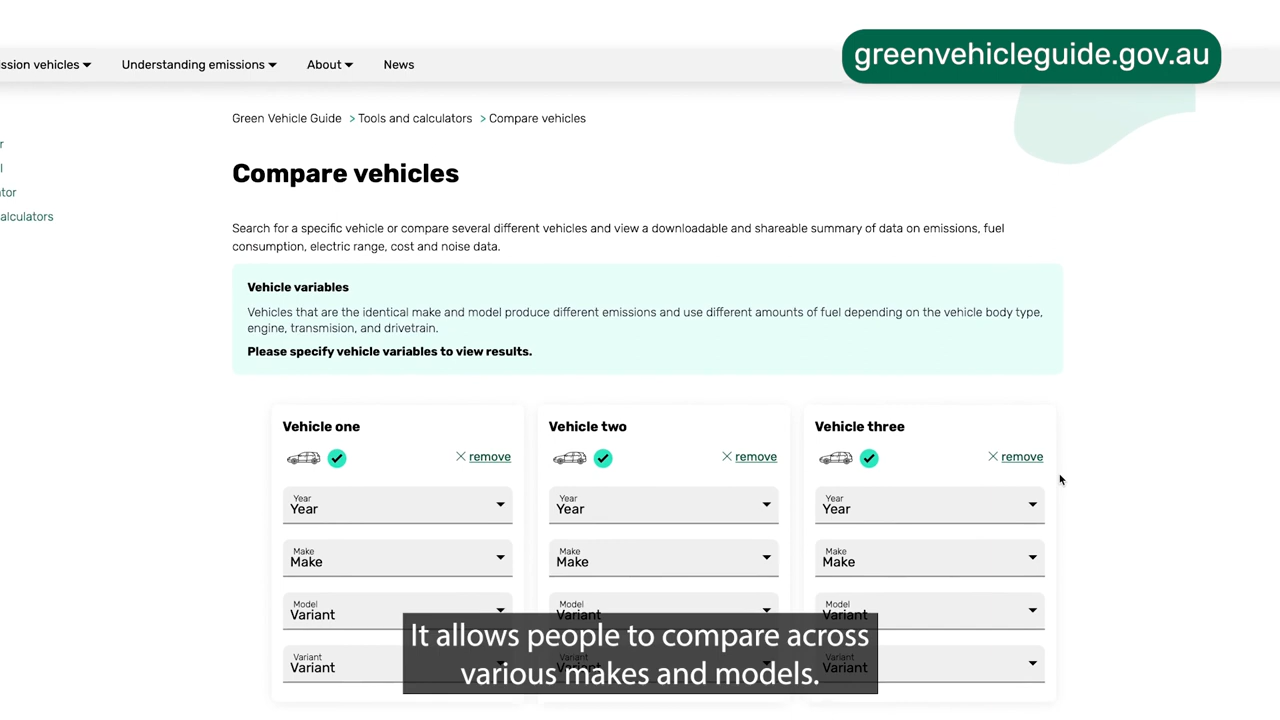 greenvehicleguide.gov.au
ssion vehicles Understanding emissions About News
Green Vehicle Guide > Tools and calculators > Compare vehicles
r
l
tor
alculators
Compare vehicles
Search for a specific vehicle or compare several different vehicles and view a downloadable and shareable summary of data on emissions, fuel
consumption, electric range, cost and noise data.
Vehicle variables
Vehicles that are the identical make and model produce different emissions and use different amounts of fuel depending on the vehicle body type,
engine, transmision, and drivetrain.
Please specify vehicle variables to view results.
Vehicle one Vehicle two Vehicle three
remove remove remove
Year Year Year
Year Year Year
Make Make Make
Make Make Make
Model Model Model
Variant Variant Variant
Variant Variant Variant
Variant Variant Variant
It allows people to compare across
various makes and models.